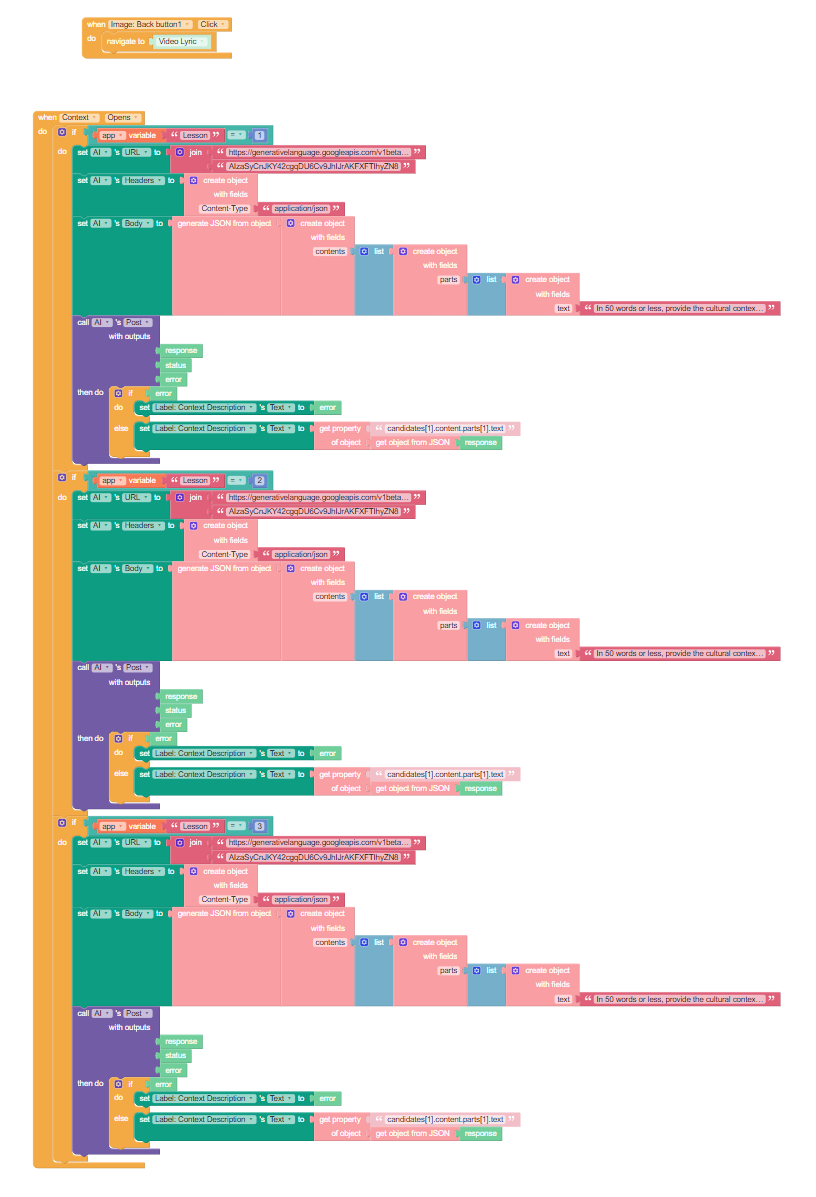 when Image: Back button1 Click
do navigate to Video Lyric
when Context Opens
do if app variable “ Lesson ” = 1
do set AI 's URL to join “ https://generativelanguage.googleapis.com/v1beta... ”
“ AIzaSyCnJKY42cgqDU6Cv9JhIJrAKFXFTIhyZN8 ”
set AI 's Headers to create object
with fields
Content-Type “ application/json ”
set AI 's Body to generate JSON from object create object
with fields
contents list create object
with fields
parts list create object
with fields
text “ In 50 words or less, provide the cultural contex... ”
call AI 's Post
with outputs
response
status
error
then do if error
do set Label: Context Description 's Text to error
else set Label: Context Description 's Text to get property “ candidates[1].content.parts[1].text ”
of object get object from JSON response
if app variable “ Lesson ” = 2
do set AI 's URL to join “ https://generativelanguage.googleapis.com/v1beta... ”
“ AIzaSyCnJKY42cgqDU6Cv9JhIJrAKFXFTIhyZN8 ”
set AI 's Headers to create object
with fields
Content-Type “ application/json ”
set AI 's Body to generate JSON from object create object
with fields
contents list create object
with fields
parts list create object
with fields
text “ In 50 words or less, provide the cultural contex... ”
call AI 's Post
with outputs
response
status
error
then do if error
do set Label: Context Description 's Text to error
else set Label: Context Description 's Text to get property “ candidates[1].content.parts[1].text ”
of object get object from JSON response
if app variable “ Lesson ” = 3
do set AI 's URL to join “ https://generativelanguage.googleapis.com/v1beta... ”
“ AIzaSyCnJKY42cgqDU6Cv9JhIJrAKFXFTIhyZN8 ”
set AI 's Headers to create object
with fields
Content-Type “ application/json ”
set AI 's Body to generate JSON from object create object
with fields
contents list create object
with fields
parts list create object
with fields
text “ In 50 words or less, provide the cultural contex... ”
call AI 's Post
with outputs
response
status
error
then do if error
do set Label: Context Description 's Text to error
else set Label: Context Description 's Text to get property “ candidates[1].content.parts[1].text ”
of object get object from JSON response